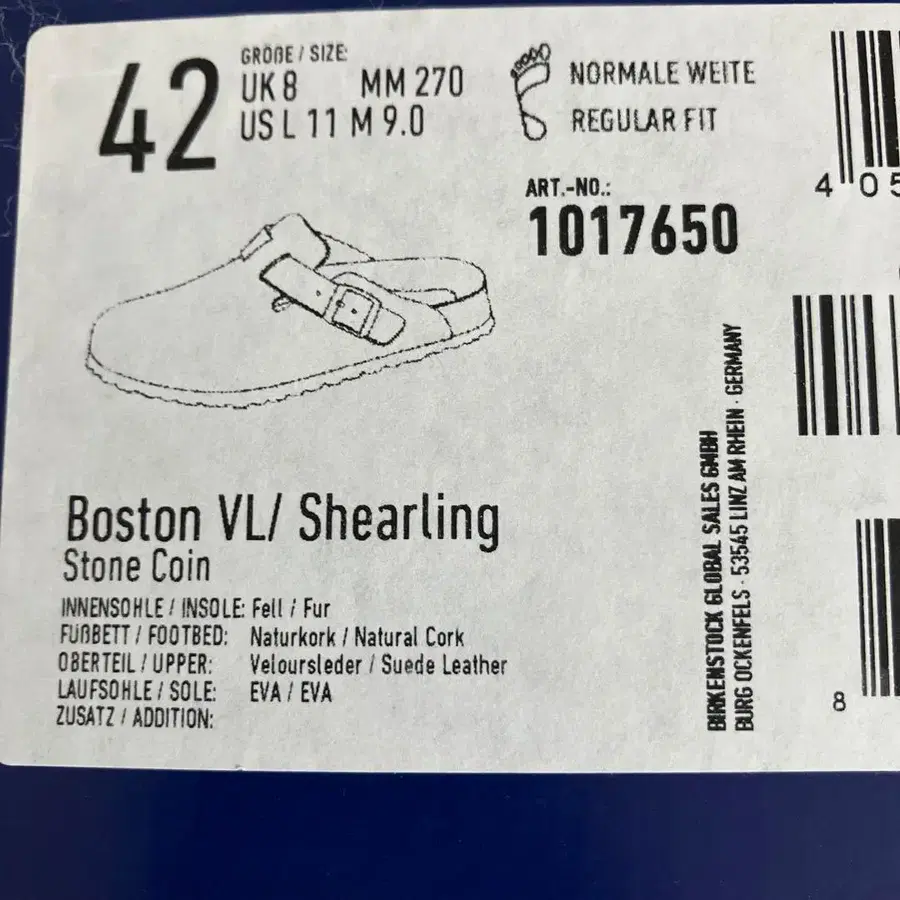 42
GRÖßE / SIZE:
UK 8 MM 270
US L 11 M 9.0
NORMALE WEITE
REGULAR FIT
ART.-NO.:
1017650
4 05
Boston VL/ Shearling
Stone Coin
INNENSOHLE / INSOLE: Fell / Fur
FUßBETT / FOOTBED: Naturkork / Natural Cork
OBERTEIL / UPPER: Veloursleder / Suede Leather
LAUFSOHLE / SOLE: EVA / EVA
ZUSATZ / ADDITION:
BIRKENSTOCK GLOBAL SALES GMBH
BURG OCKENFELS · 53545 LINZ AM RHEIN · GERMANY
8